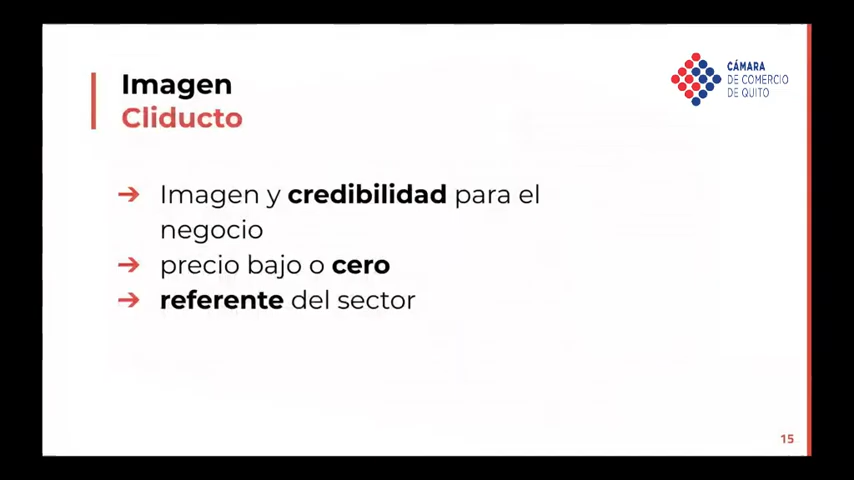 Imagen
Cliducto
CÁMARA
DE COMERCIO
DE QUITO
➔ Imagen y credibilidad para el
negocio
➔ precio bajo o cero
➔ referente del sector
15